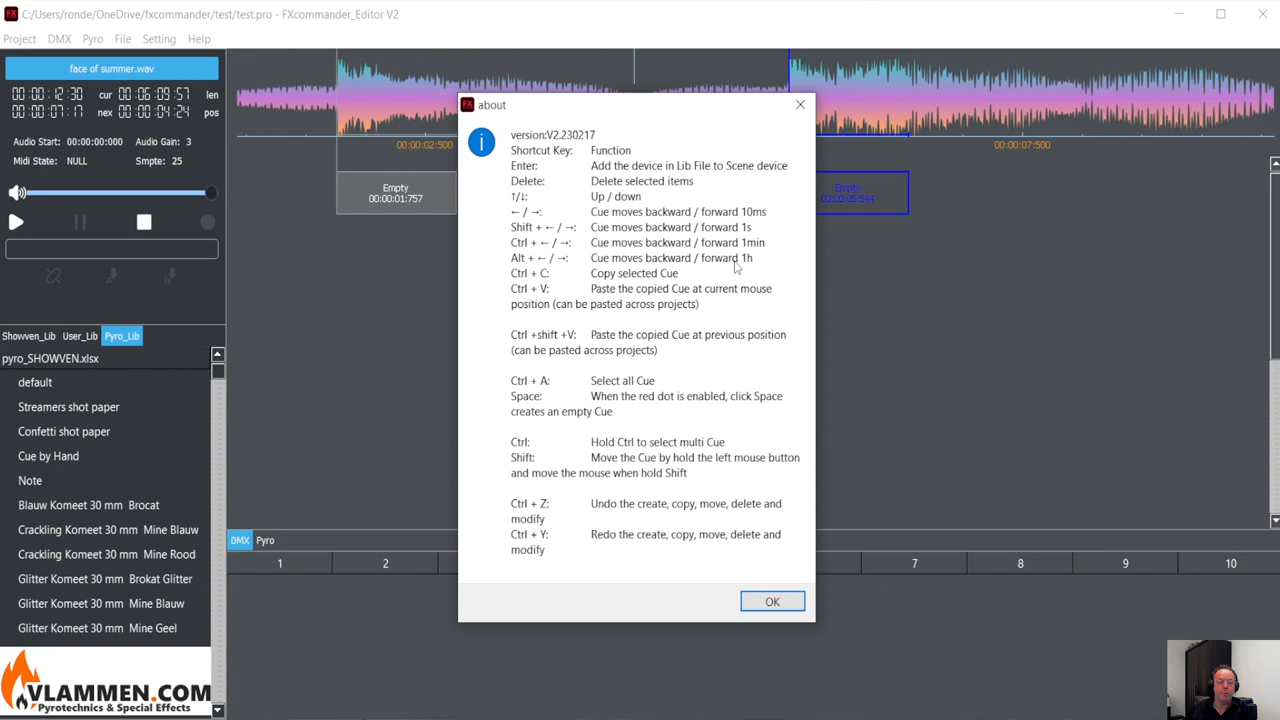 C:/Users/ronde/OneDrive/fxcommander/test/test.pro - FXcommander_Editor V2
Project DMX Pyro File Setting Help
face of summer.wav
00:00:12:30 cur 00:06:09:57 len
00:00:07:17 nex 00:00:04:24 pos
Audio Start: 00:00:00:000 Audio Gain: 3
Midi State: NULL Smpte: 25
Showven_Lib User_Lib Pyro_Lib
pyro_SHOWVEN.xlsx
default
Streamers shot paper
Confetti shot paper
Cue by Hand
Note
Blauw Komeet 30 mm Brocat
Crackling Komeet 30 mm Mine Blauw
Crackling Komeet 30 mm Mine Rood
Glitter Komeet 30 mm Brokat Glitter
Glitter Komeet 30 mm Mine Blauw
Glitter Komeet 30 mm Mine Geel
VLAMMEN.COM
Pyrotechnics & Special Effects
00:00:02:500
00:00:07:500
Empty
00:00:01:757
Empty
00:00:05:544
FX about
version:V2.230217
Shortcut Key: Function
Enter: Add the device in Lib File to Scene device
Delete: Delete selected items
↑/↓: Up / down
← / →: Cue moves backward / forward 10ms
Shift + ← / →: Cue moves backward / forward 1s
Ctrl + ← / →: Cue moves backward / forward 1min
Alt + ← / →: Cue moves backward / forward 1h
Ctrl + C: Copy selected Cue
Ctrl + V: Paste the copied Cue at current mouse
position (can be pasted across projects)
Ctrl +shift +V: Paste the copied Cue at previous position
(can be pasted across projects)
Ctrl + A: Select all Cue
Space: When the red dot is enabled, click Space
creates an empty Cue
Ctrl: Hold Ctrl to select multi Cue
Shift: Move the Cue by hold the left mouse button
and move the mouse when hold Shift
Ctrl + Z: Undo the create, copy, move, delete and
modify
Ctrl + Y: Redo the create, copy, move, delete and
modify
OK
DMX Pyro
1 2 7 8 9 10